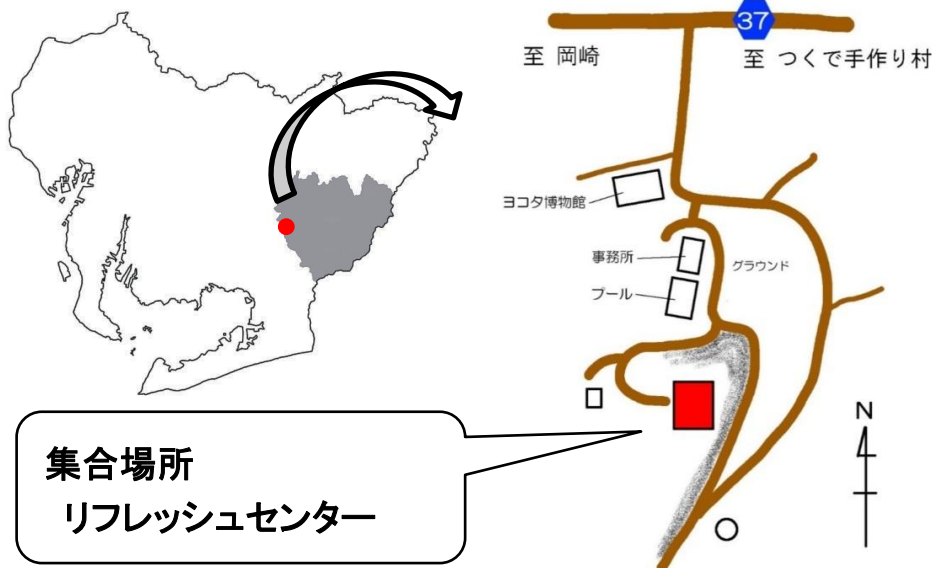 37
至 岡崎
至 つくで手作り村
ヨコタ博物館
事務所
グラウンド
プール
N
集合場所
リフレッシュセンター